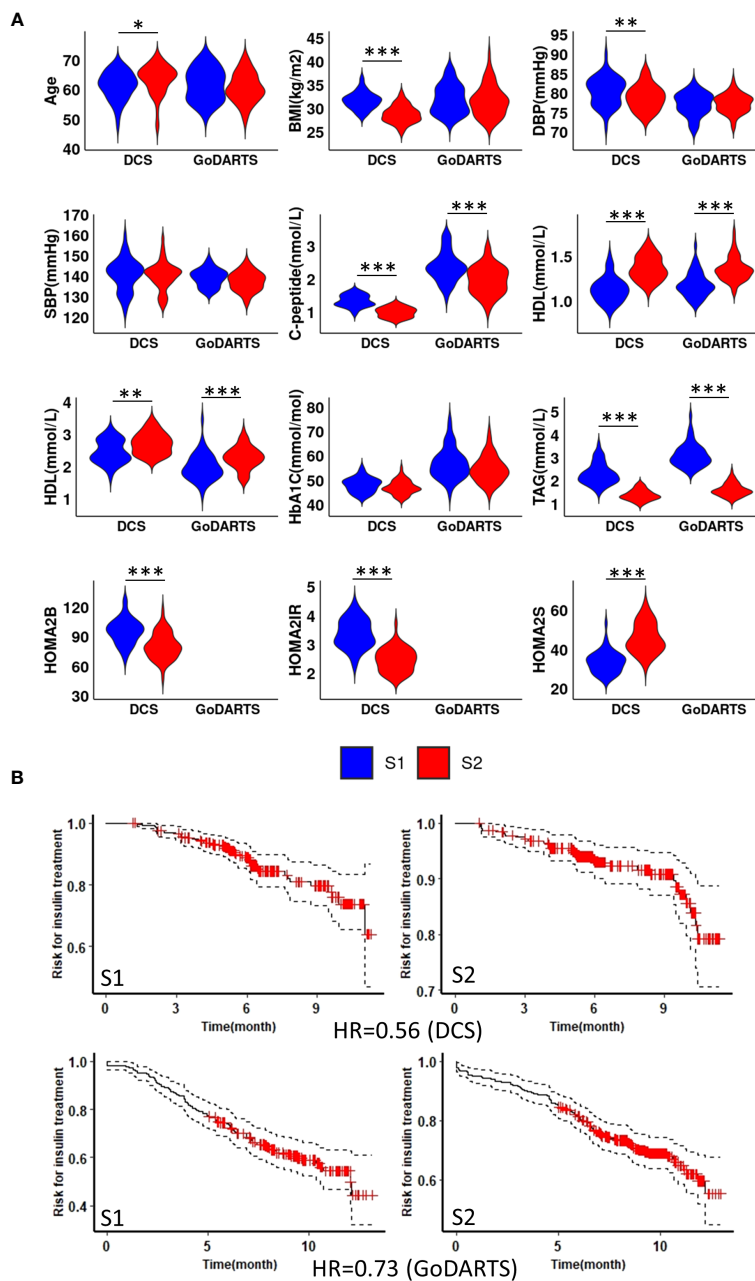 A
*
***
**
Age
70
60
50
40
DCS GoDARTS
BMI(kg/m2)
45
40
35
30
25
DCS GoDARTS
DBP(mmHg)
95
90
85
80
75
70
DCS GoDARTS
SBP(mmHg)
170
160
150
140
130
120
DCS GoDARTS
***
***
C-peptide(nmol/L)
3
2
1
DCS GoDARTS
***
***
HDL(mmol/L)
1.5
1.0
DCS GoDARTS
**
***
HDL(mmol/L)
4
3
2
1
DCS GoDARTS
HbA1C(mmol/mol)
80
70
60
50
40
DCS GoDARTS
***
***
TAG(mmol/L)
5
4
3
2
1
DCS GoDARTS
***
HOMA2B
120
90
60
30
DCS GoDARTS
***
HOMA2IR
5
4
3
2
DCS GoDARTS
***
HOMA2S
60
40
20
DCS GoDARTS
S1 S2
B
Risk for insulin treatment
1.0
0.8
0.6
S1
0 3 6 9
Time(month)
Risk for insulin treatment
1.0
0.9
0.8
0.7
S2
0 3 6 9
Time(month)
HR=0.56 (DCS)
Risk for insulin treatment
1.0
0.8
0.6
0.4
S1
0 5 10
Time(month)
Risk for insulin treatment
1.0
0.8
0.6
S2
0 5 10
Time(month)
HR=0.73 (GoDARTS)